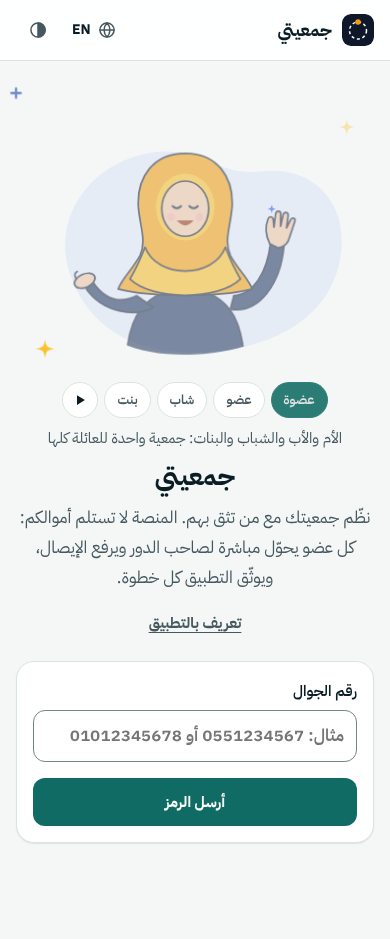 جمعيتي
EN
عضوة
عضو
شاب
بنت
الأم والأب والشباب والبنات: جمعية واحدة للعائلة كلها
جمعيتي
نظّم جمعيتك مع من تثق بهم. المنصة لا تستلم أموالكم:
كل عضو يحوّل مباشرة لصاحب الدور ويرفع الإيصال،
ويوثّق التطبيق كل خطوة.
تعريف بالتطبيق
رقم الجوال
مثال: 0551234567 أو 01012345678
أرسل الرمز